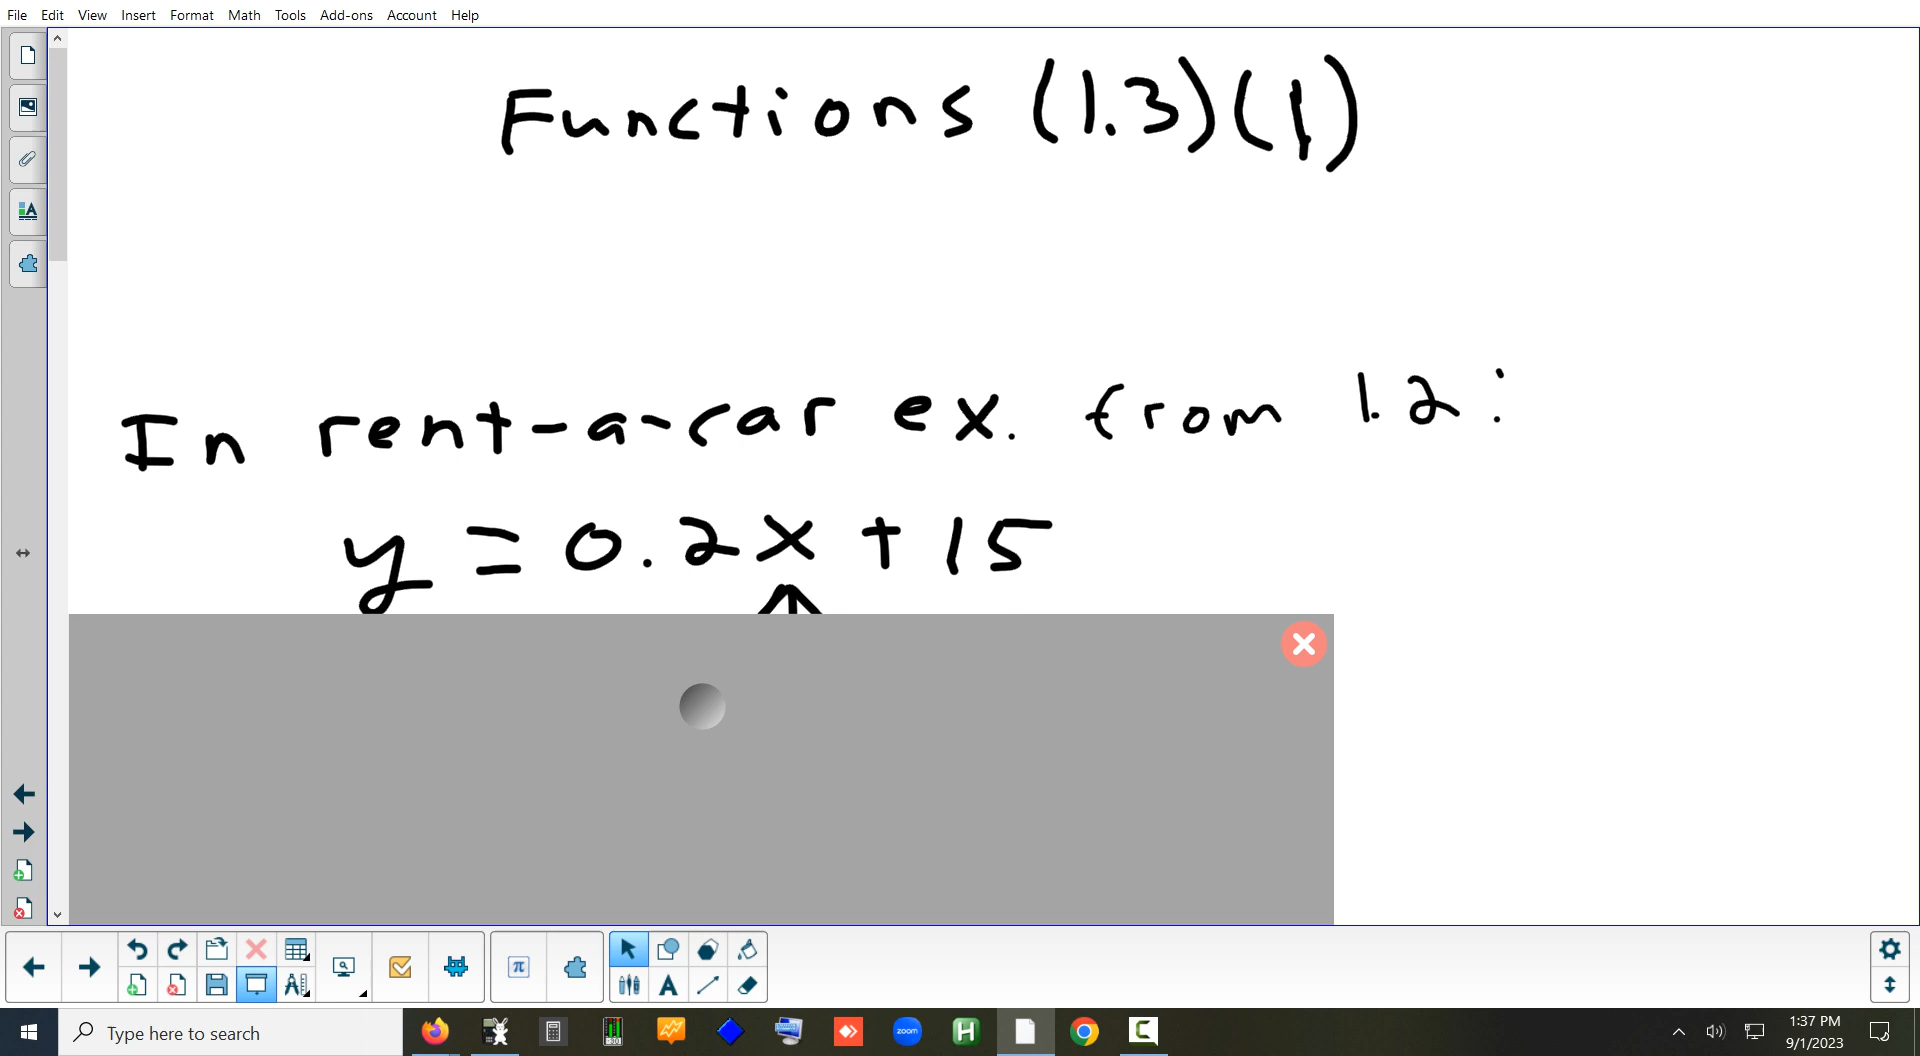 File Edit View Insert Format Math Tools Add-ons Account Help
Functions (1.3)(1)
In rent-a-car ex. from 1.2:
y = 0.2x + 15
π
A
zoom
H
C
Type here to search
1:37 PM
9/1/2023